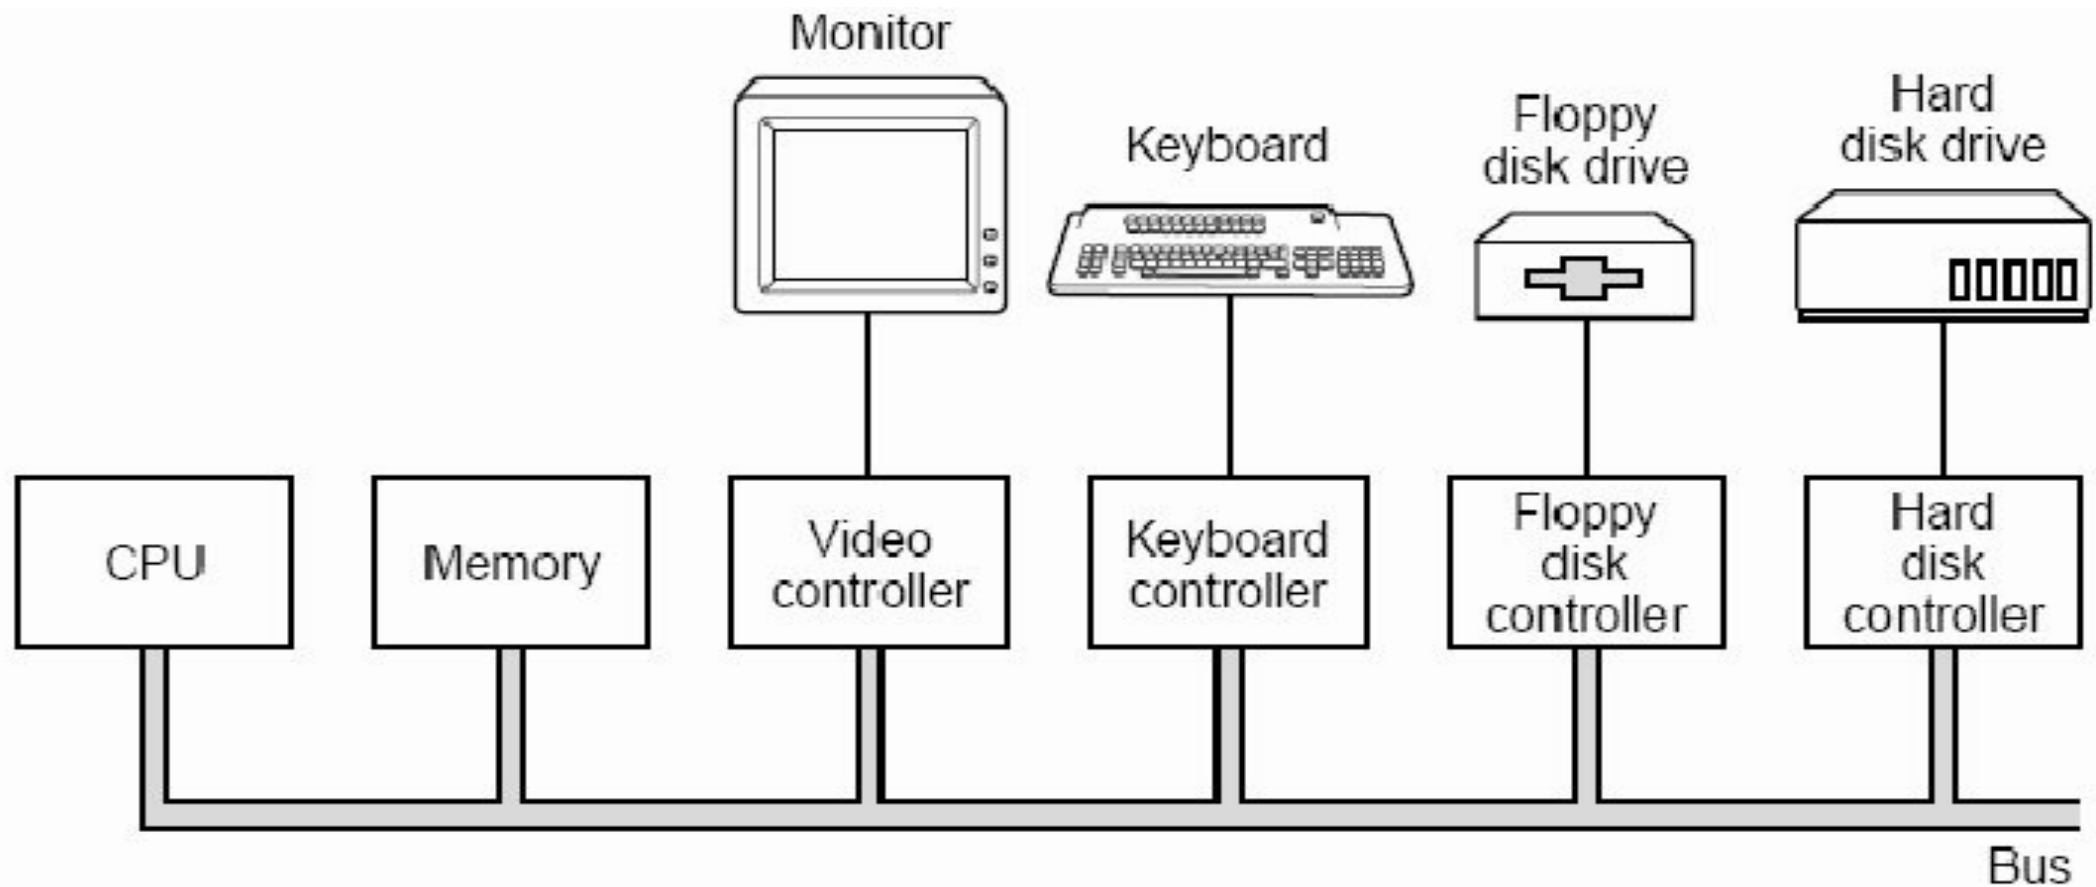 Monitor
Keyboard
Floppy
disk drive
Hard
disk drive
CPU
Memory
Video
controller
Keyboard
controller
Floppy
disk
controller
Hard
disk
controller
Bus